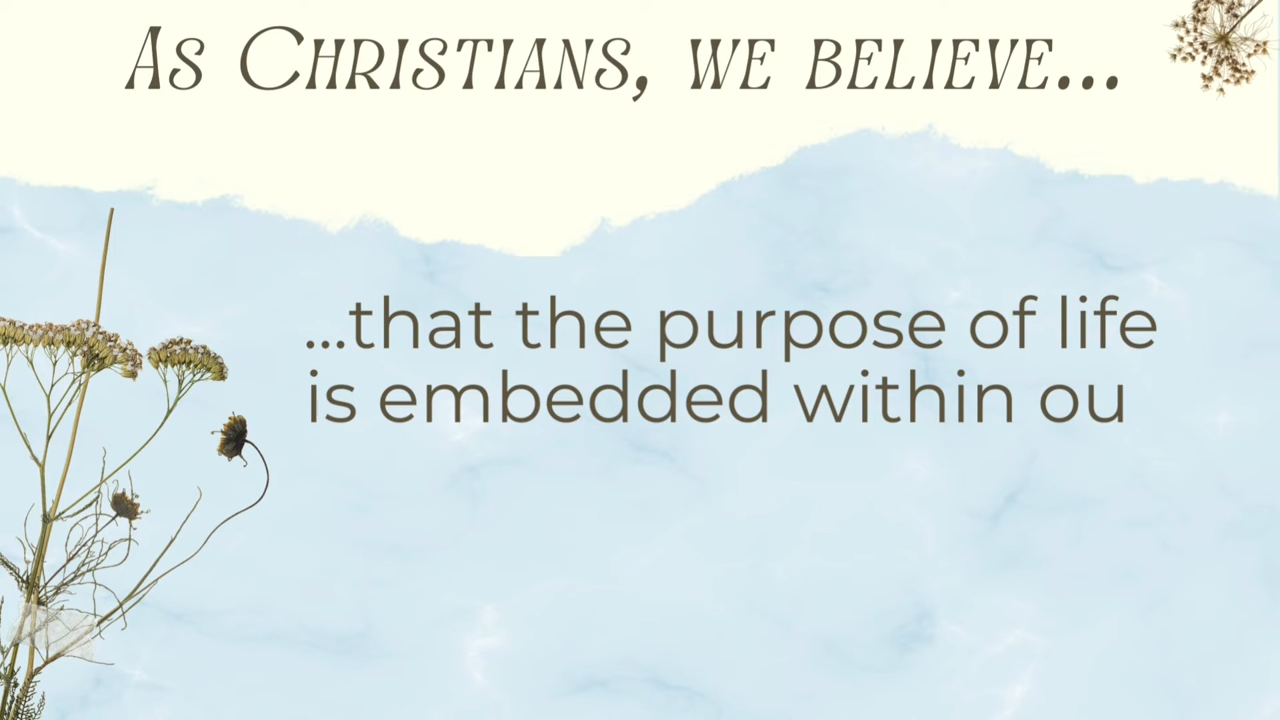 As Christians, we believe...
...that the purpose of life
is embedded within ou